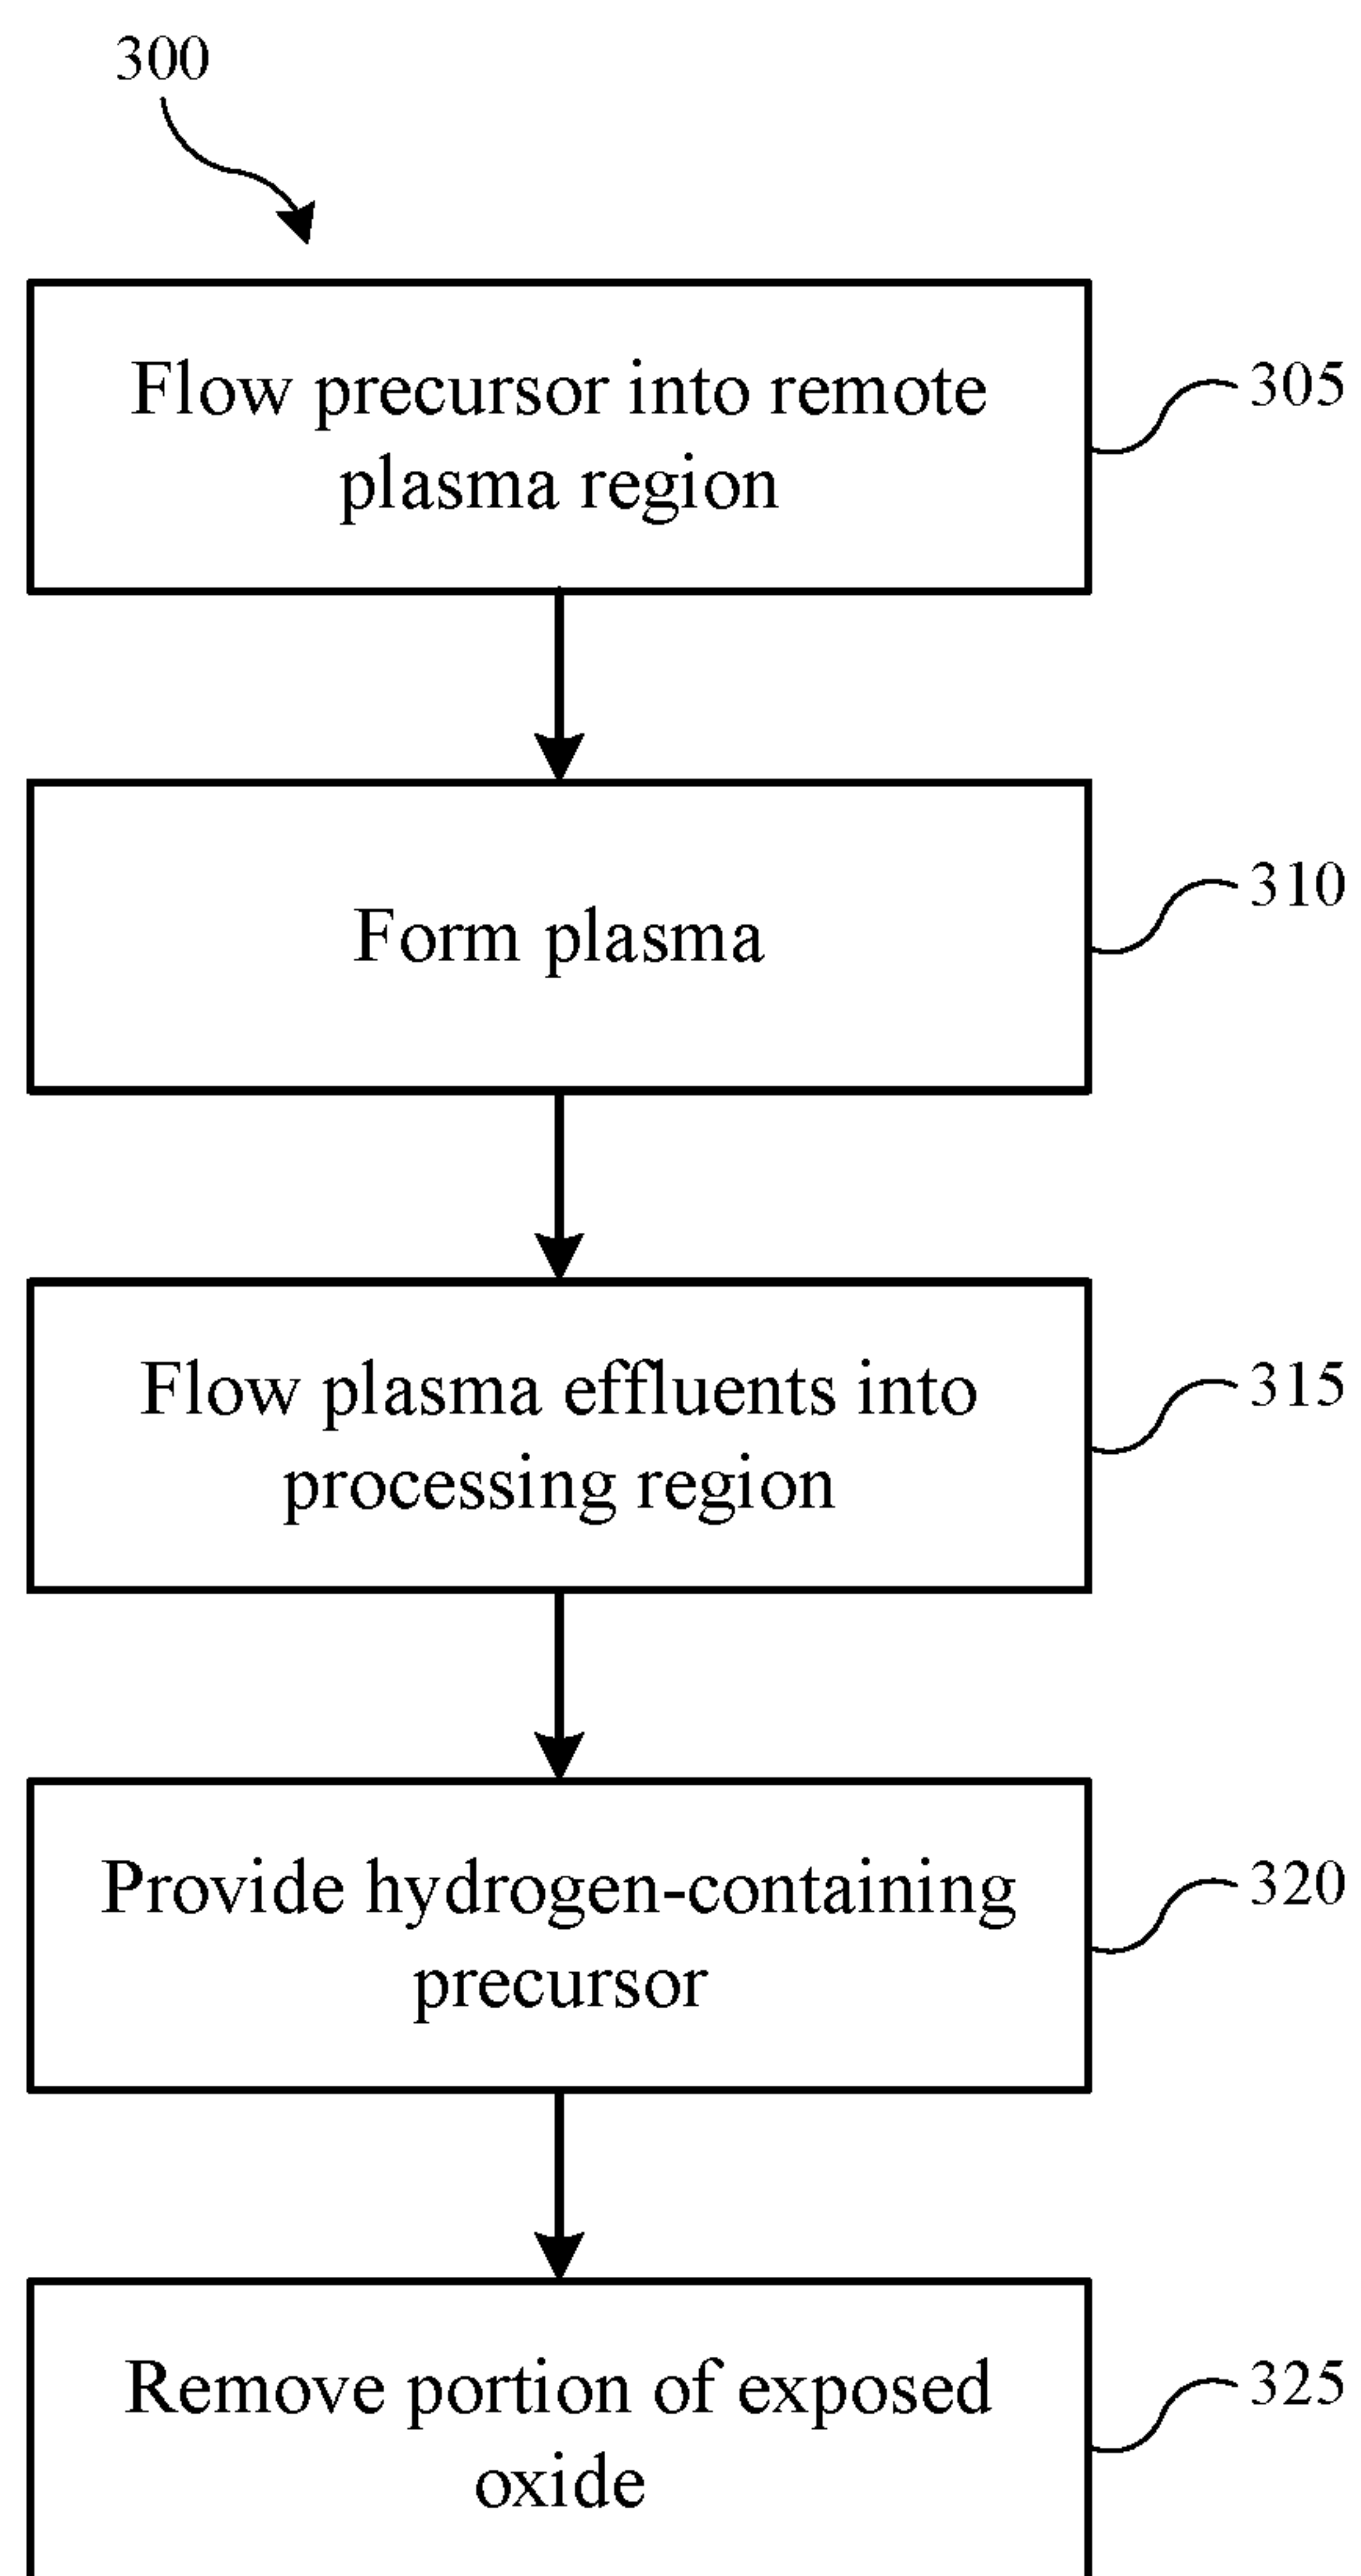 300
Flow precursor into remote
plasma region
305
Form plasma
310
Flow plasma effluents into
processing region
315
Provide hydrogen-containing
precursor
320
Remove portion of exposed
oxide
325